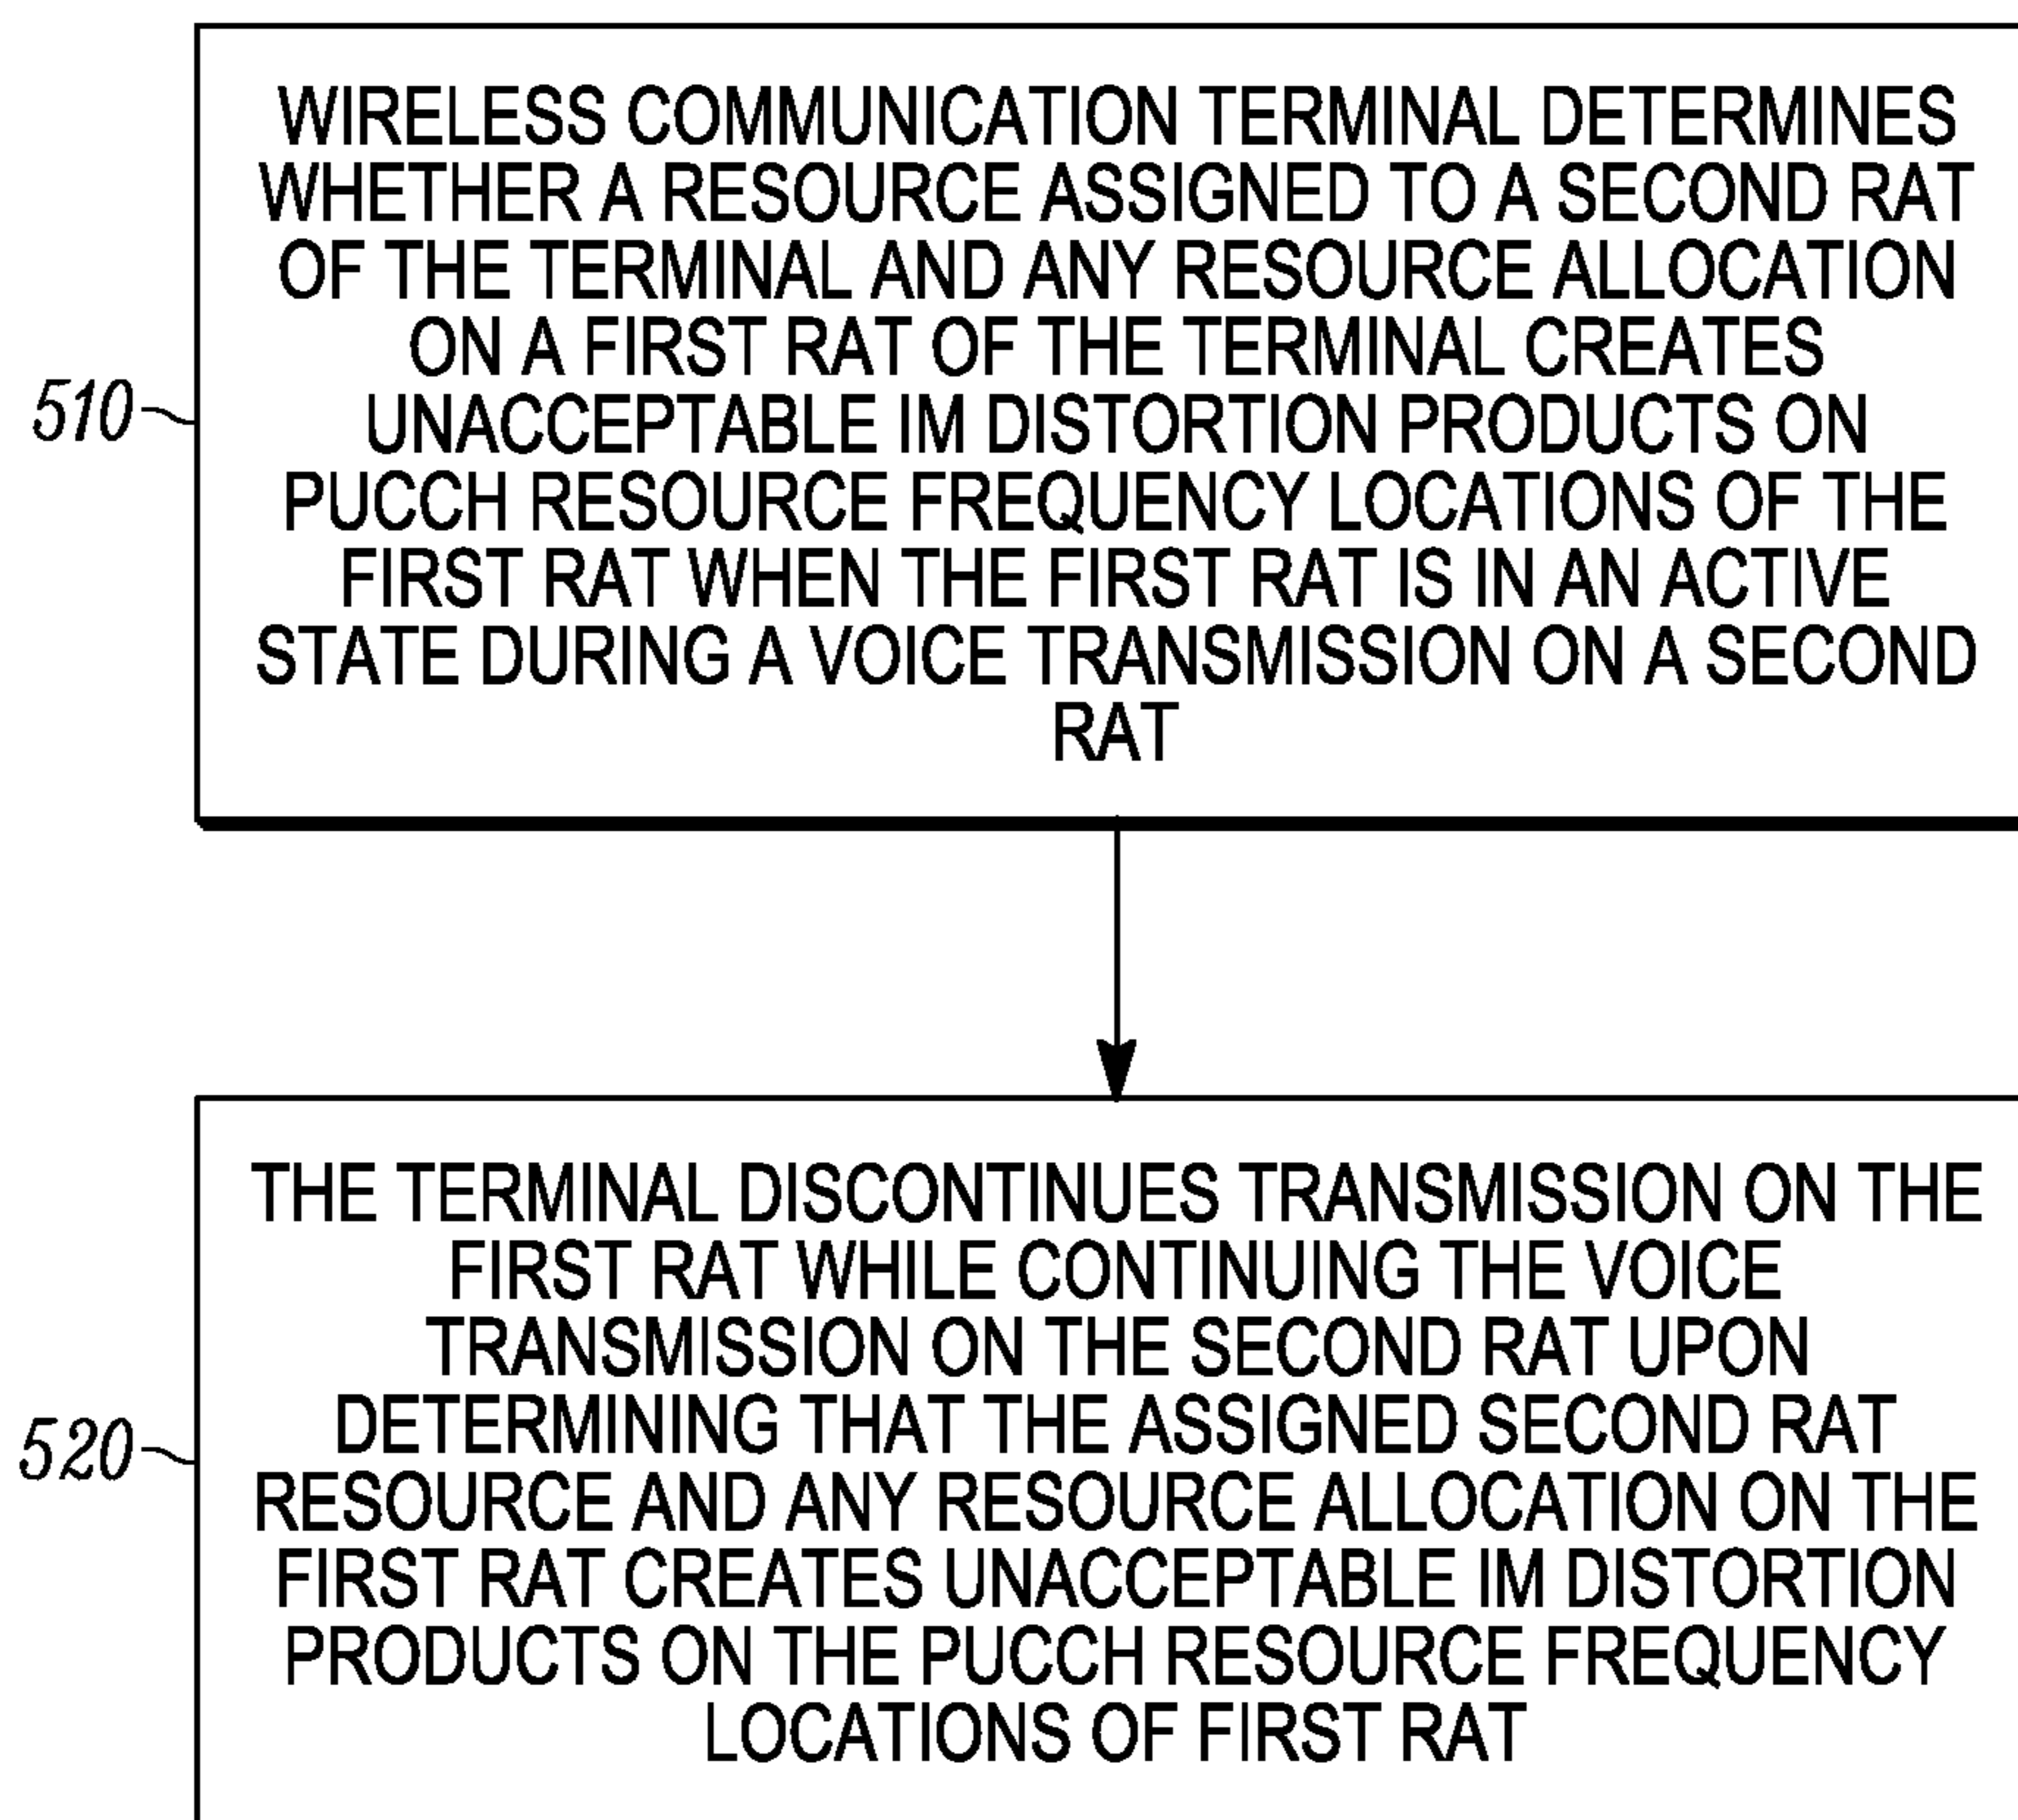 WIRELESS COMMUNICATION TERMINAL DETERMINES
WHETHER A RESOURCE ASSIGNED TO A SECOND RAT
OF THE TERMINAL AND ANY RESOURCE ALLOCATION
ON A FIRST RAT OF THE TERMINAL CREATES
UNACCEPTABLE IM DISTORTION PRODUCTS ON
PUCCH RESOURCE FREQUENCY LOCATIONS OF THE
FIRST RAT WHEN THE FIRST RAT IS IN AN ACTIVE
STATE DURING A VOICE TRANSMISSION ON A SECOND
RAT
510
THE TERMINAL DISCONTINUES TRANSMISSION ON THE
FIRST RAT WHILE CONTINUING THE VOICE
TRANSMISSION ON THE SECOND RAT UPON
DETERMINING THAT THE ASSIGNED SECOND RAT
RESOURCE AND ANY RESOURCE ALLOCATION ON THE
FIRST RAT CREATES UNACCEPTABLE IM DISTORTION
PRODUCTS ON THE PUCCH RESOURCE FREQUENCY
LOCATIONS OF FIRST RAT
520